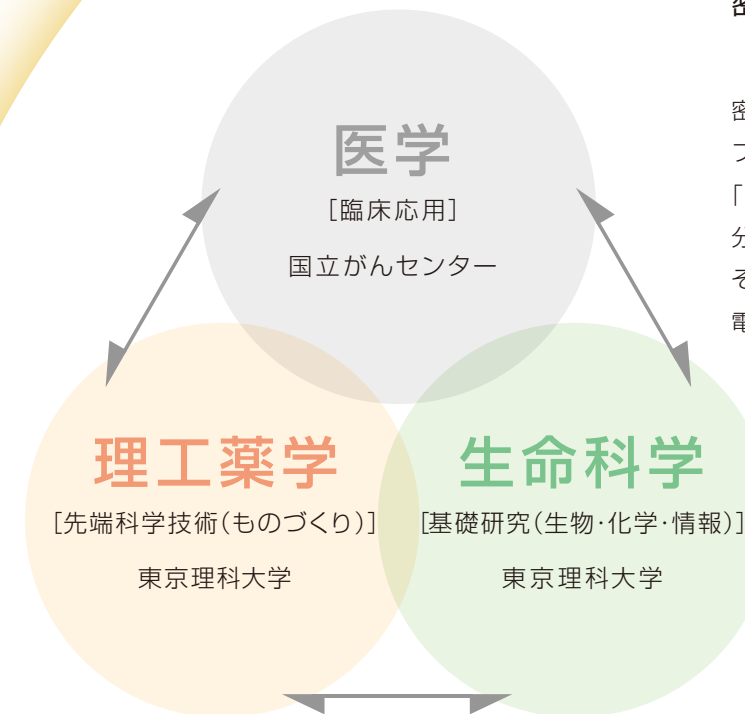 医学
[臨床応用]
国立がんセンター
理工薬学
[先端科学技術(ものづくり)]
東京理科大学
生命科学
[基礎研究(生物・化学・情報)]
東京理科大学
密
「